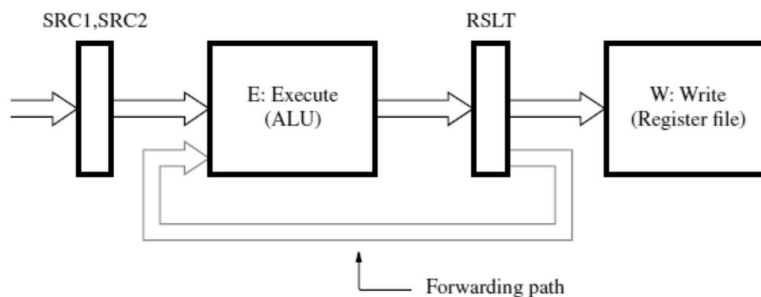 SRC1,SRC2
RSLT
E: Execute
(ALU)
W: Write
(Register file)
Forwarding path